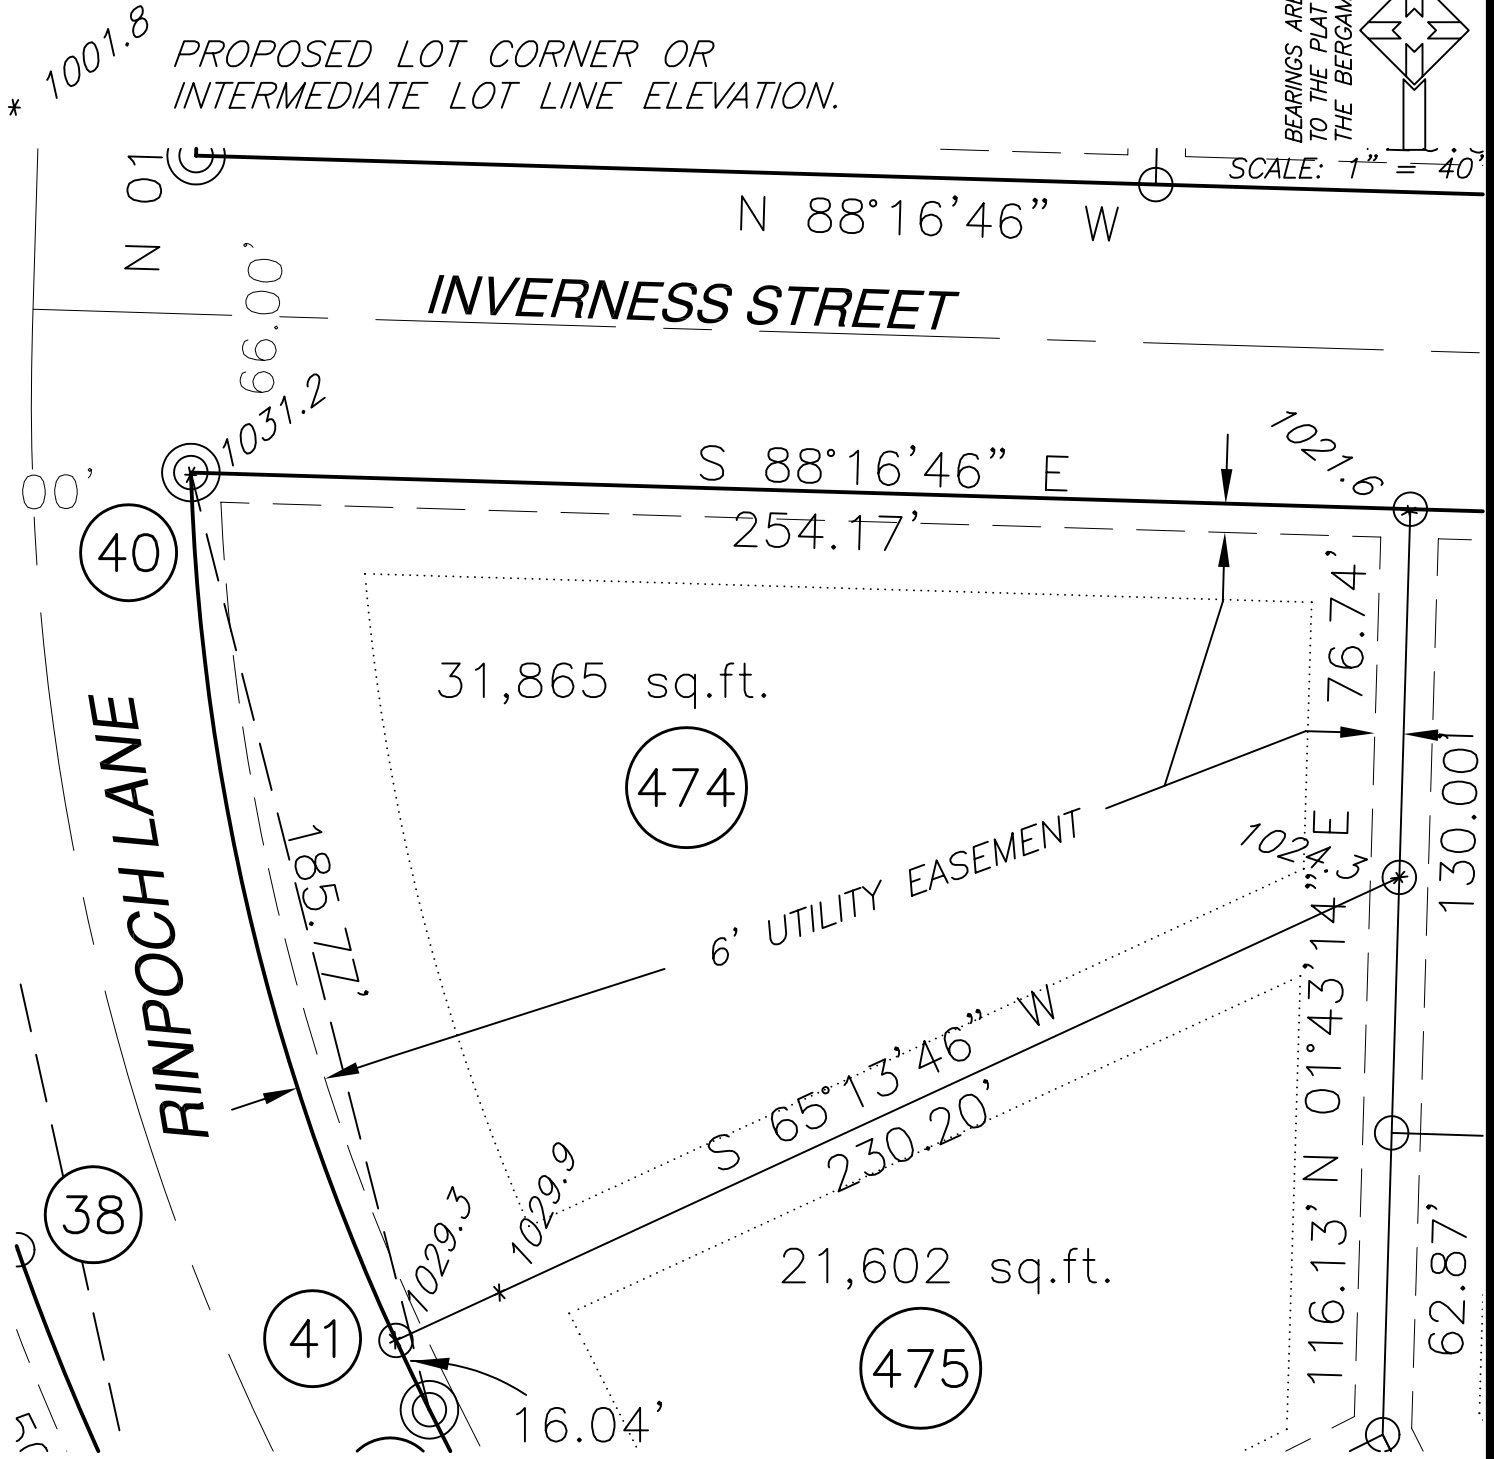 * 1001.8
PROPOSED LOT CORNER OR
INTERMEDIATE LOT LINE ELEVATION.
BEARINGS ARE
TO THE PLAT
THE BERGAM
SCALE: 1" = 40'
N 01
N 88°16'46" W
66.00'
INVERNESS STREET
1031.2
S 88°16'46" E
254.17'
1021.6
00'
40
76.74'
31,865 sq.ft.
474
RINPOCH LANE
185.77'
6' UTILITY EASEMENT
1024.3
130.00'
N 01°43'14" E
S 65°13'46" W
230.20'
1029.9
1029.3
38
21,602 sq.ft.
475
116.13'
62.87'
41
16.04'
50